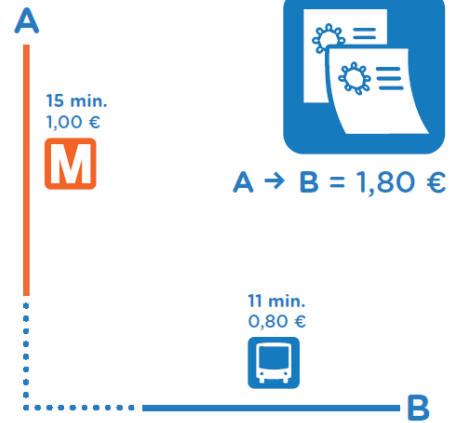 A
15 min.
1,00 €
M
A → B = 1,80 €
11 min.
0,80 €
B